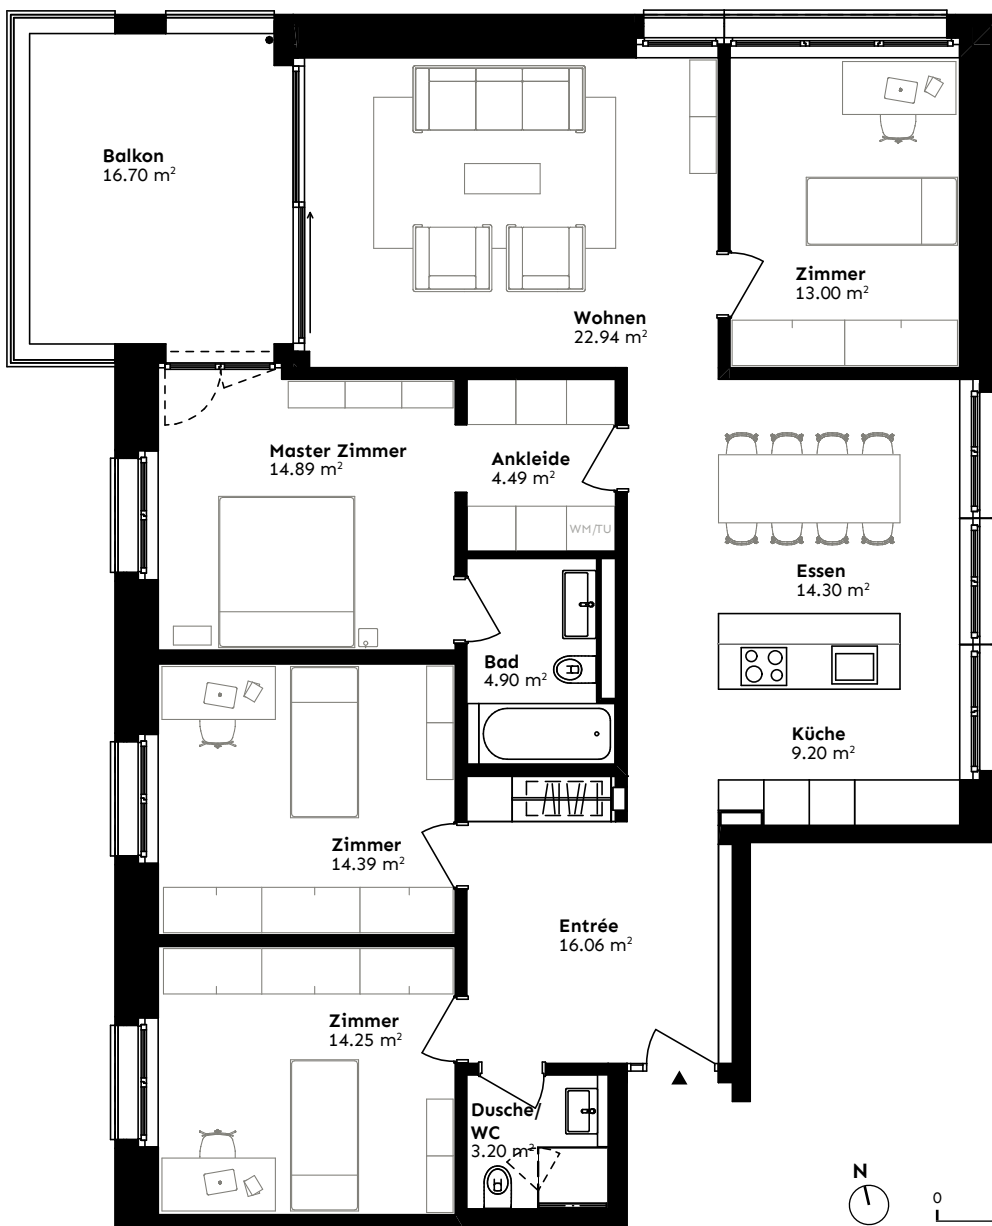 Balkon
16.70 m²
Zimmer
13.00 m²
Wohnen
22.94 m²
Master Zimmer
14.89 m²
Ankleide
4.49 m²
WM/TU
Essen
14.30 m²
Bad
4.90 m²
Küche
9.20 m²
Zimmer
14.39 m²
Entrée
16.06 m²
Zimmer
14.25 m²
Dusche/
WC
3.20 m²
N
0